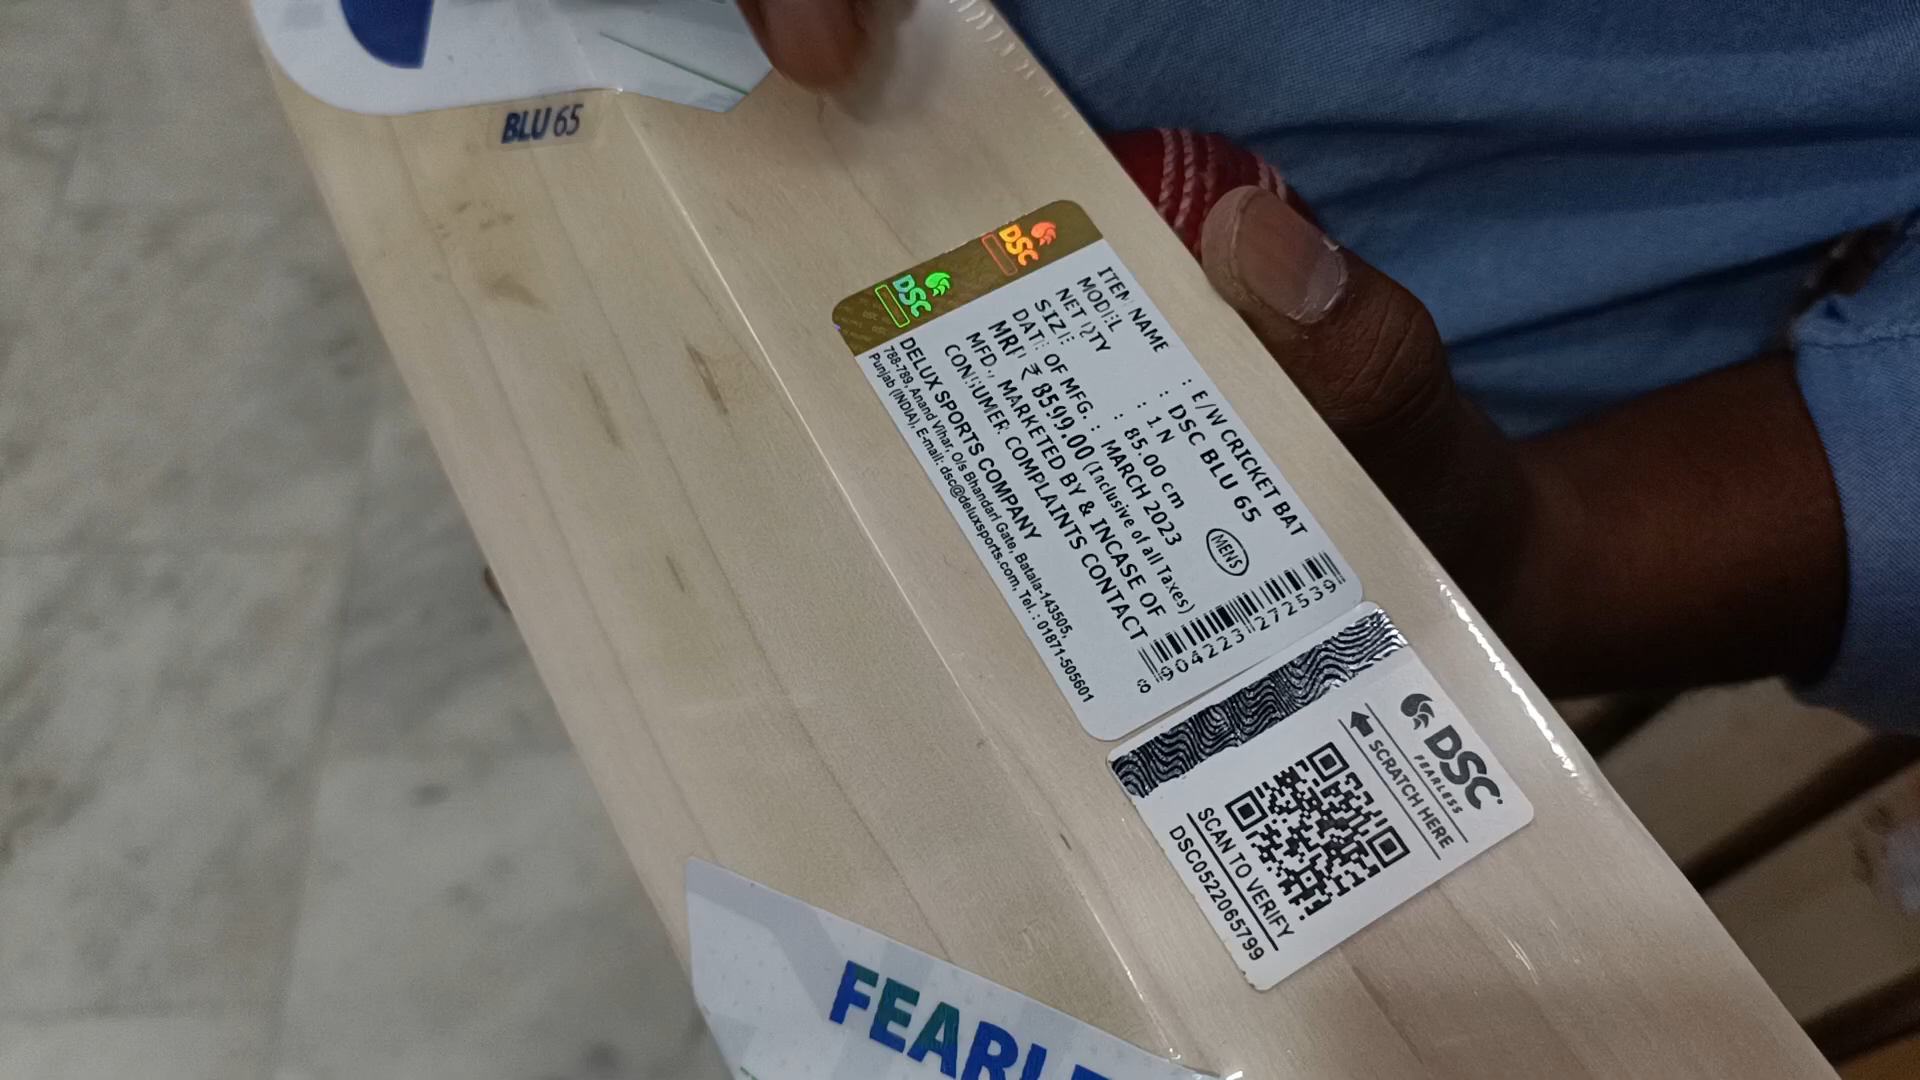 BLU 65
DSC
DSC
ITEM NAME : E/W CRICKET BAT
MODEL : DSC BLU 65
NET QTY : 1 N
SIZE : 85.00 cm
MENS
DATE OF MFG. : MARCH 2023
MRP ₹ 8599.00 (Inclusive of all Taxes)
MFD., MARKETED BY & INCASE OF
CONSUMER COMPLAINTS CONTACT
DELUX SPORTS COMPANY
788-789, Anand Vihar, O/s Bhandari Gate, Batala-143505,
Punjab (INDIA), E-mail: dsc@deluxsports.com, Tel.: 01871-505601
8 904223 272539
DSC
FEARLESS
SCRATCH HERE
SCAN TO VERIFY
DSC0522065799
FEARLE